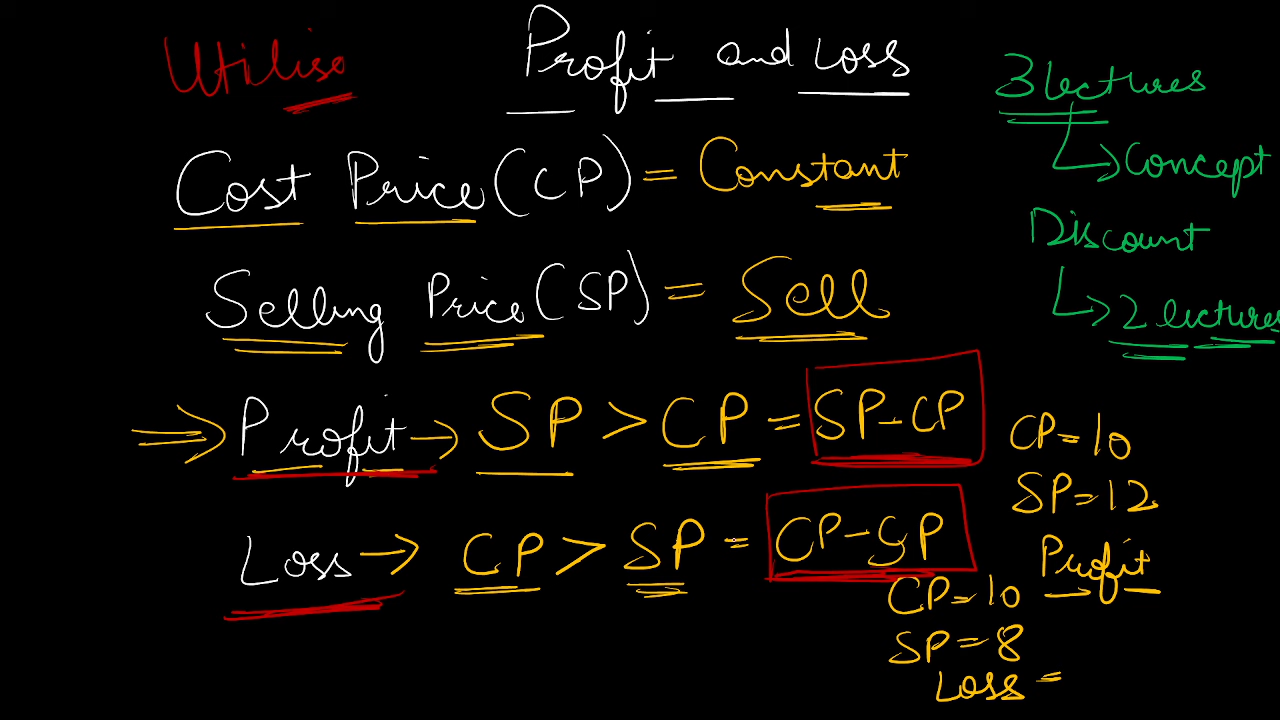 Utilise
Profit and Loss
3 lectures
Concept
Cost Price (CP) = Constant
Discount
2 lectures
Selling Price (SP) = Sell
⇒ Profit → SP > CP = SP-CP
CP=10
SP=12
Profit
Loss → CP > SP = CP-SP
CP=10
SP=8
Loss =